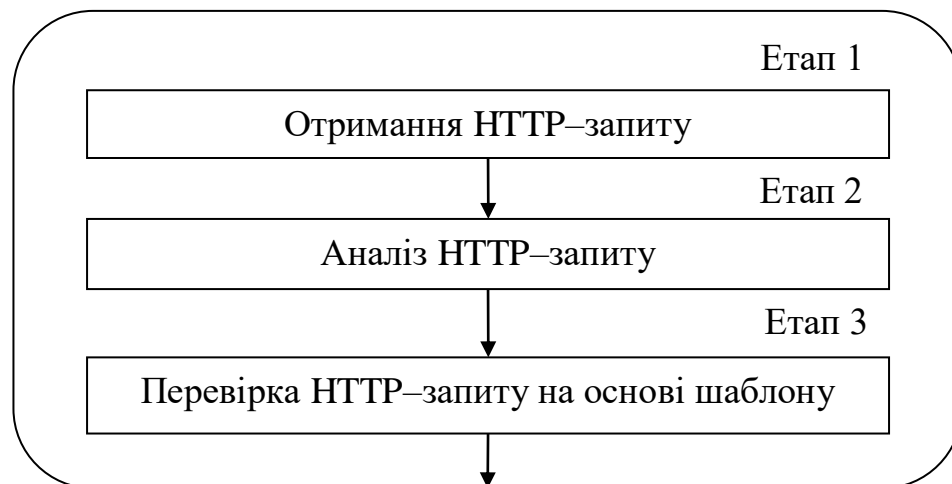 Етап 1
Отримання HTTP–запиту
Етап 2
Аналіз HTTP–запиту
Етап 3
Перевірка HTTP–запиту на основі шаблону